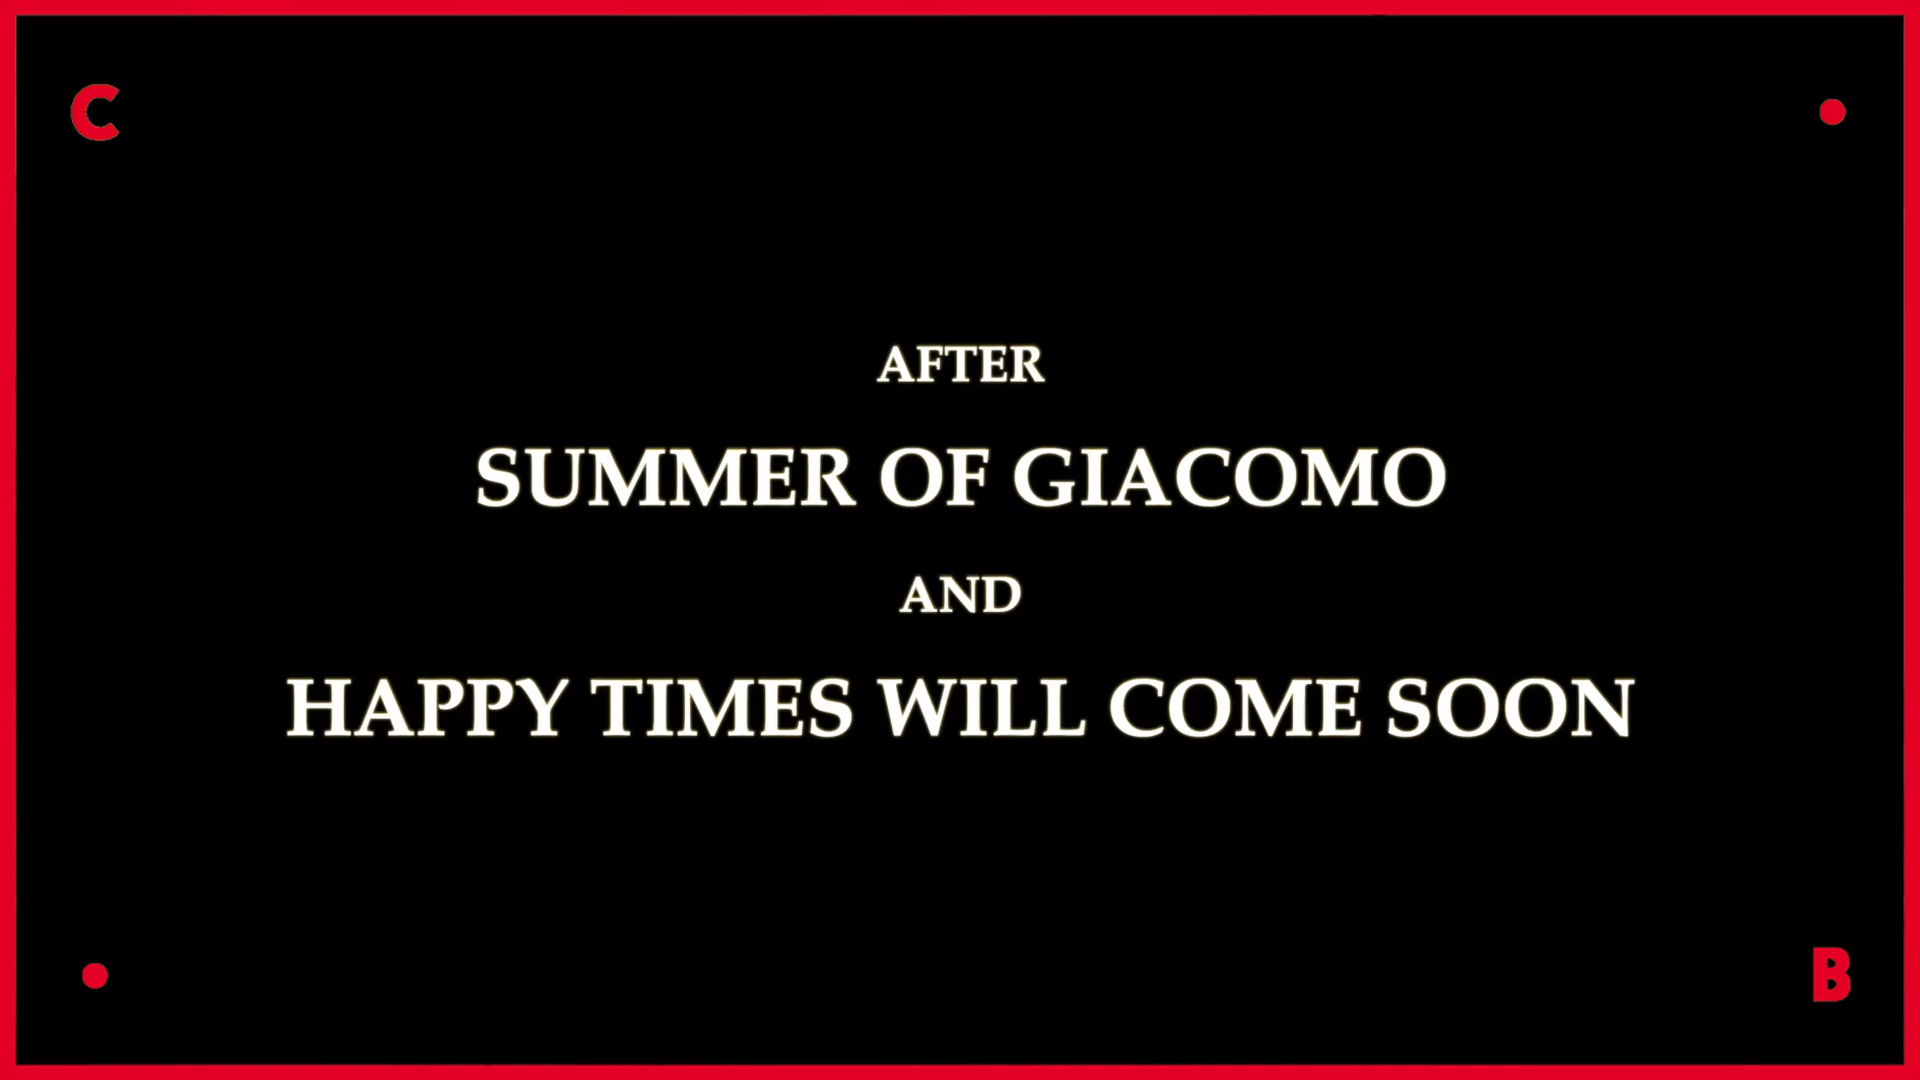 C
AFTER
SUMMER OF GIACOMO
AND
HAPPY TIMES WILL COME SOON
B